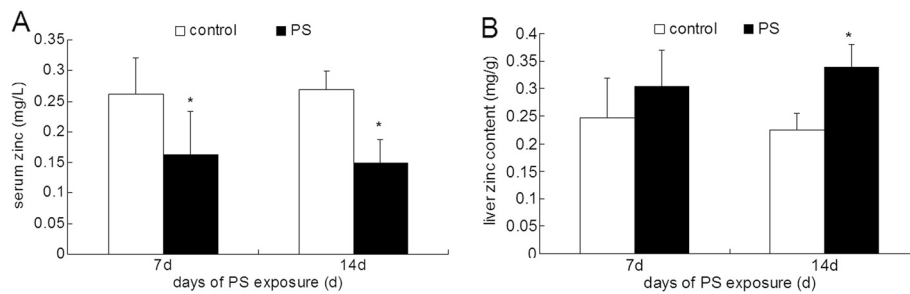 A
control PS
0.35
0.3
0.25
0.2
0.15
0.1
0.05
0
serum zinc (mg/L)
*
*
7d 14d
days of PS exposure (d)
B
control PS
0.4
0.35
0.3
0.25
0.2
0.15
0.1
0.05
0
liver zinc content (mg/g)
*
7d 14d
days of PS exposure (d)